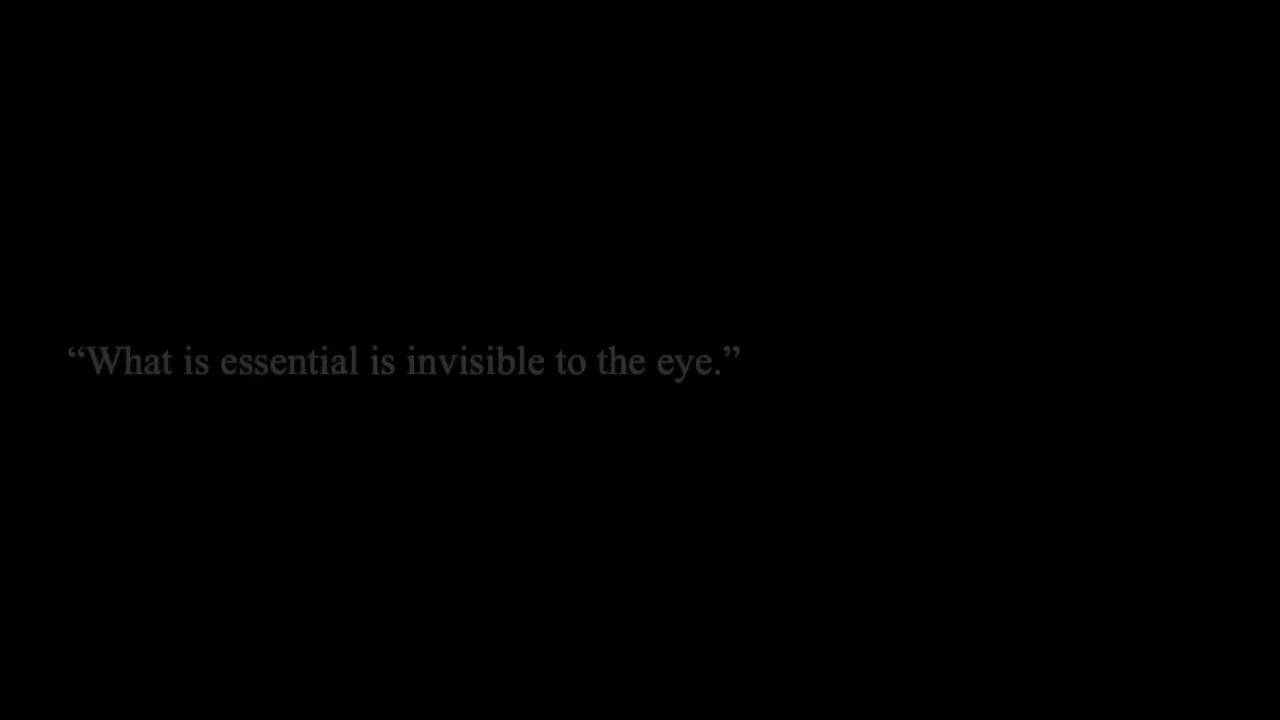 “What is essential is invisible to the eye.”